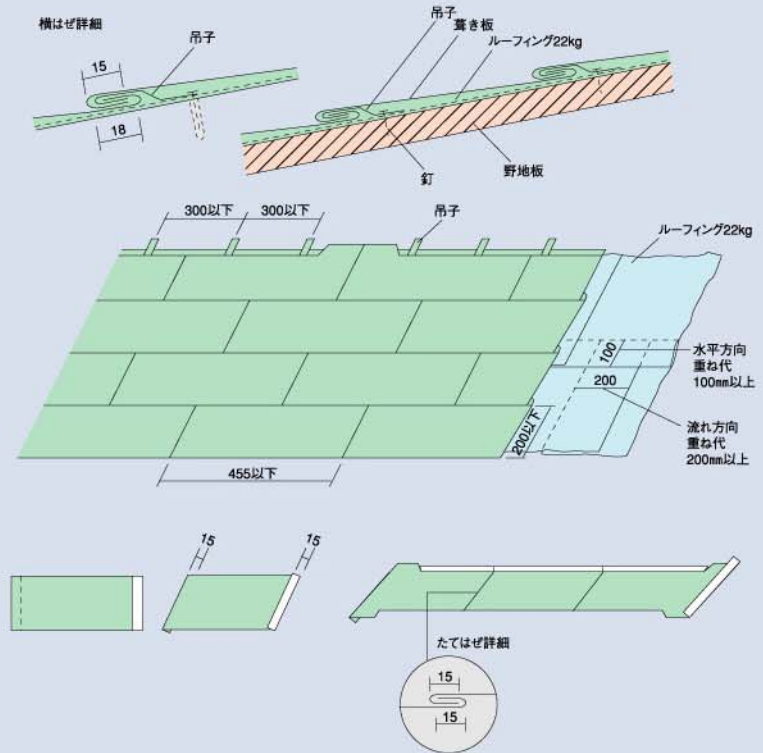 横はぜ詳細
吊子
15
18
吊子
葺き板
ルーフィング22kg
釘
野地板
300以下
300以下
吊子
ルーフィング22kg
100
水平方向
重ね代
100mm以上
200
流れ方向
重ね代
200mm以上
200以下
455以下
15
15
たてはぜ詳細
15
15